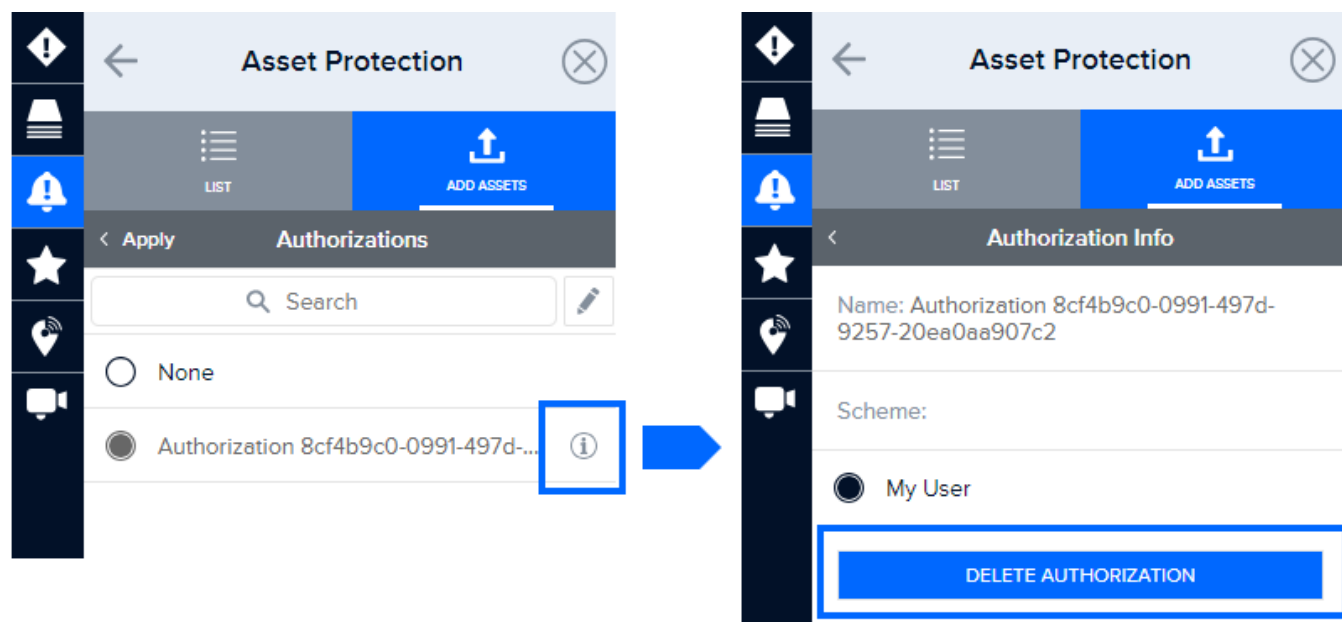 Asset Protection
LIST
ADD ASSETS
< Apply
Authorizations
Search
None
Authorization 8cf4b9c0-0991-497d-...
Asset Protection
LIST
ADD ASSETS
<
Authorization Info
Name: Authorization 8cf4b9c0-0991-497d-
9257-20ea0aa907c2
Scheme:
My User
DELETE AUTHORIZATION